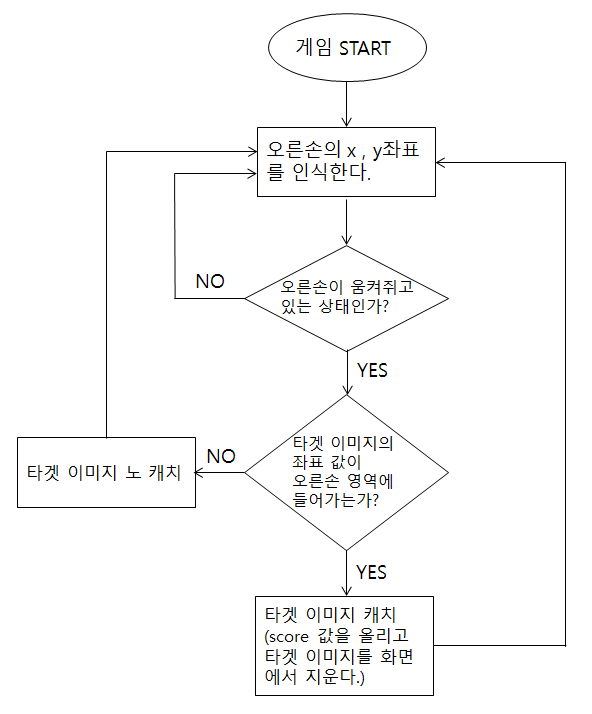 게임 START
오른손의 x , y좌표
를 인식한다.
NO
오른손이 움켜쥐고
있는 상태인가?
YES
타겟 이미지 노 캐치
NO
타겟 이미지의
좌표 값이
오른손 영역에
들어가는가?
YES
타겟 이미지 캐치
(score 값을 올리고
타겟 이미지를 화면
에서 지운다.)